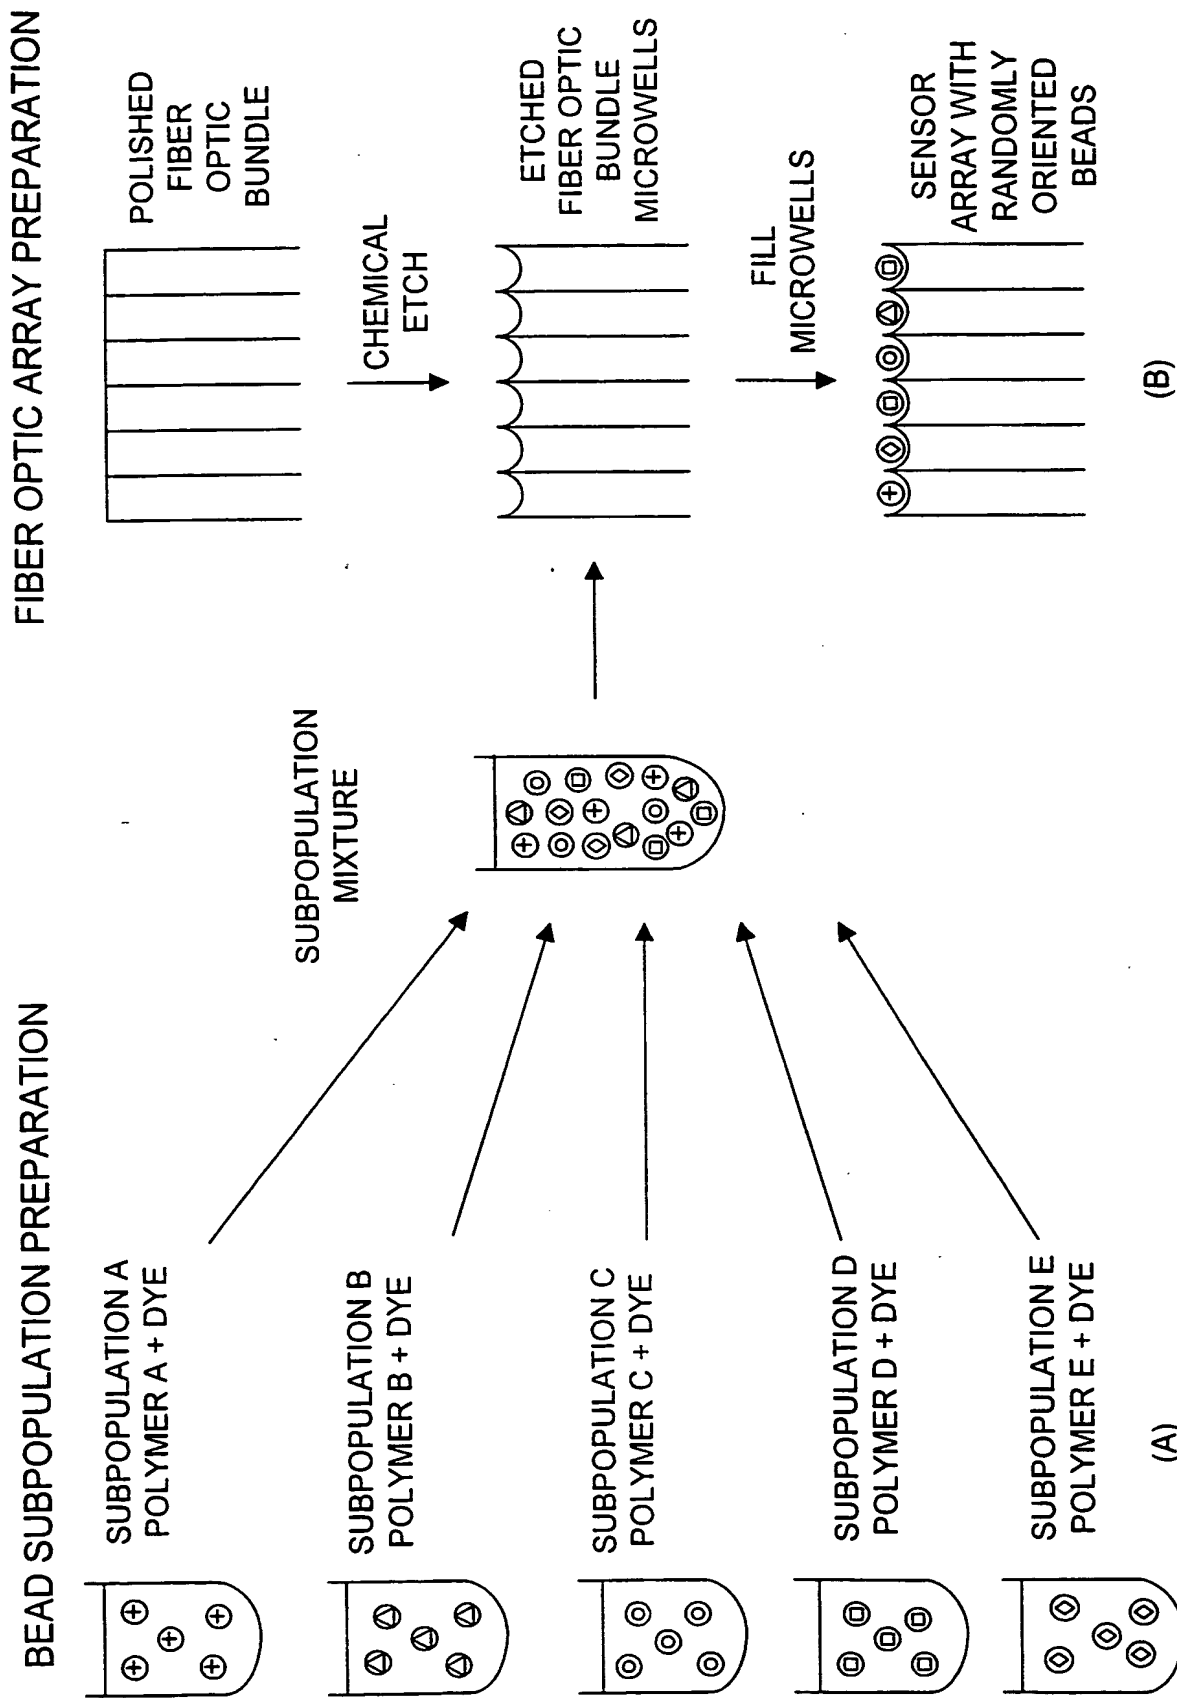 BEAD SUBPOPULATION PREPARATION
SUBPOPULATION A
POLYMER A + DYE
SUBPOPULATION B
POLYMER B + DYE
SUBPOPULATION C
POLYMER C + DYE
SUBPOPULATION D
POLYMER D + DYE
SUBPOPULATION E
POLYMER E + DYE
(A)
SUBPOPULATION
MIXTURE
FIBER OPTIC ARRAY PREPARATION
POLISHED
FIBER
OPTIC
BUNDLE
CHEMICAL
ETCH
ETCHED
FIBER OPTIC
BUNDLE
MICROWELLS
FILL
MICROWELLS
SENSOR
ARRAY WITH
RANDOMLY
ORIENTED
BEADS
(B)